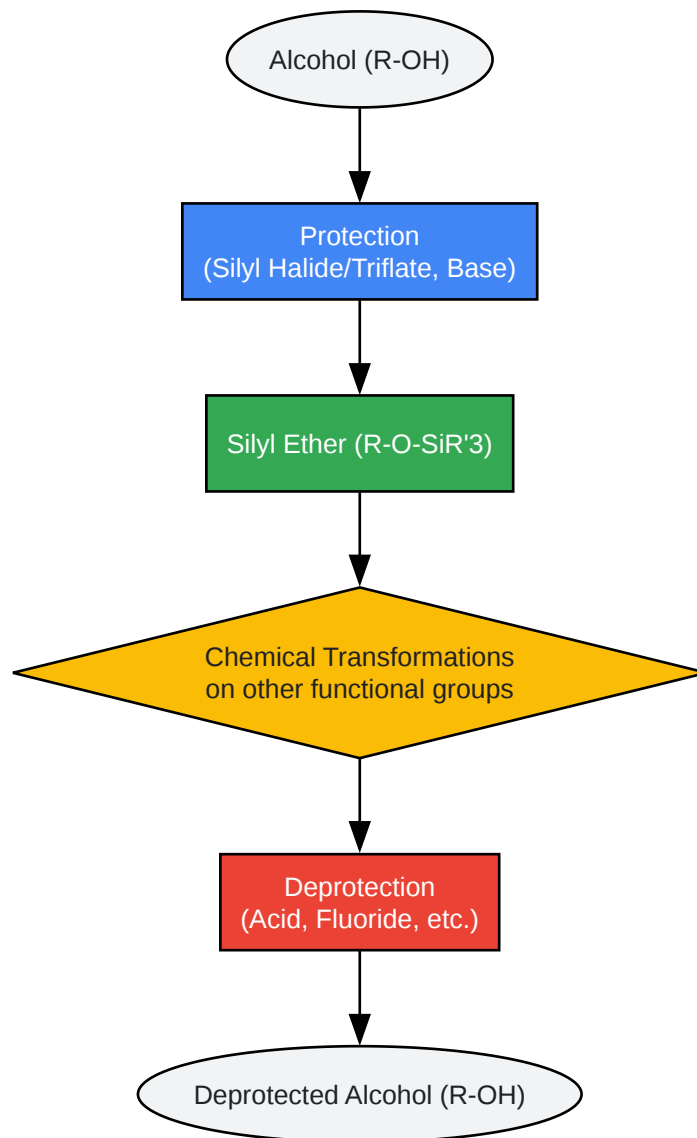 Alcohol (R-OH)
Protection
(Silyl Halide/Triflate, Base)
Silyl Ether (R-O-SiR'3)
Chemical Transformations
on other functional groups
Deprotection
(Acid, Fluoride, etc.)
Deprotected Alcohol (R-OH)